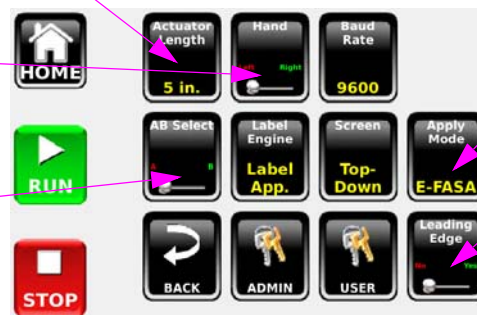 HOME
Actuator
Length
5 in.
Hand
Left Right
Baud
Rate
9600
RUN
AB Select
A B
Label
Engine
Label
App.
Screen
Top-
Down
Apply
Mode
E-FASA
STOP
BACK
ADMIN
USER
Leading
Edge
No Yes